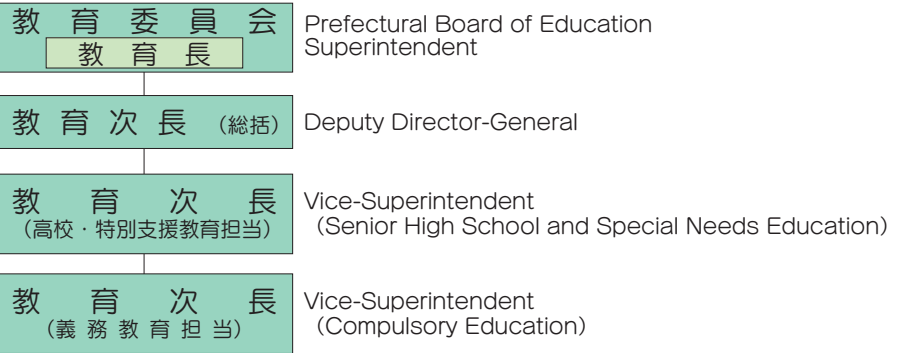 教育委員会
教育長
Prefectural Board of Education
Superintendent
教育次長（総括）
Deputy Director-General
教育次長
（高校・特別支援教育担当）
Vice-Superintendent
（Senior High School and Special Needs Education）
教育次長
（義務教育担当）
Vice-Superintendent
（Compulsory Education）